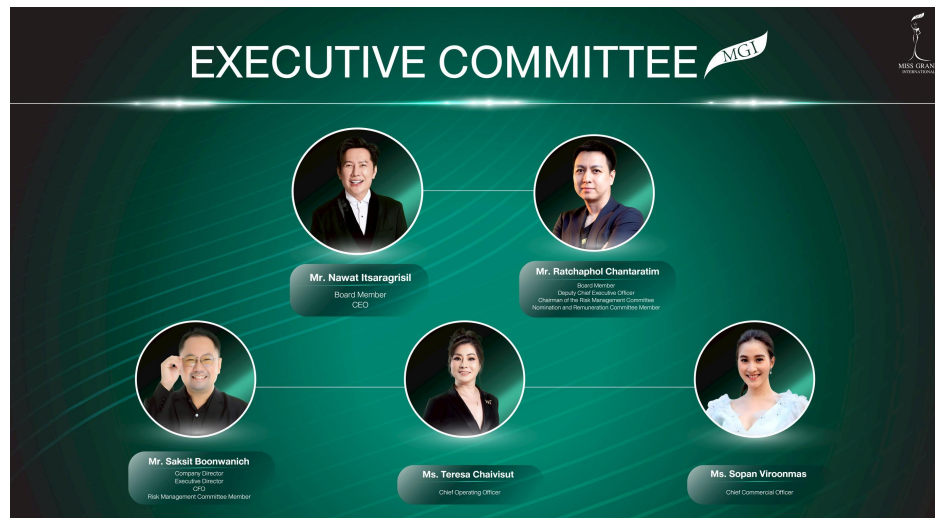 EXECUTIVE COMMITTEE
MGI
MISS GRAN
INTERNATIONAL
Mr. Nawat Itsaragrisil
Board Member
CEO
Mr. Ratchaphol Chantaratim
Board Member
Deputy Chief Executive Officer
Chairman of the Risk Management Committee
Nomination and Remuneration Committee Member
Mr. Saksit Boonwanich
Company Director
Executive Director
CFO
Risk Management Committee Member
Ms. Teresa Chaivisut
Chief Operating Officer
Ms. Sopan Viroonmas
Chief Commercial Officer